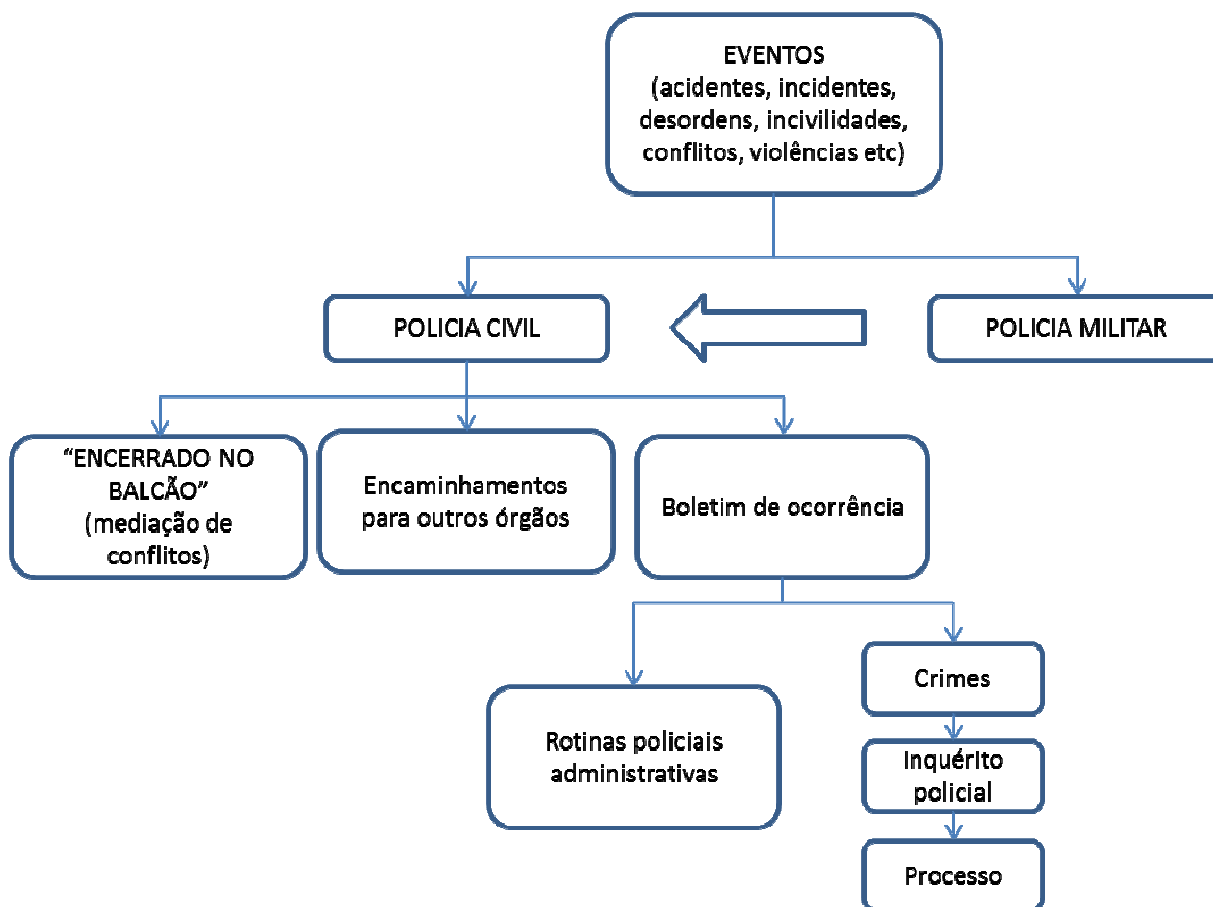 EVENTOS
(acidentes, incidentes,
desordens, incivilidades,
conflitos, violências etc)
POLICIA CIVIL
POLICIA MILITAR
“ENCERRADO NO
BALCÃO”
(mediação de
conflitos)
Encaminhamentos
para outros órgãos
Boletim de ocorrência
Rotinas policiais
administrativas
Crimes
Inquérito
policial
Processo